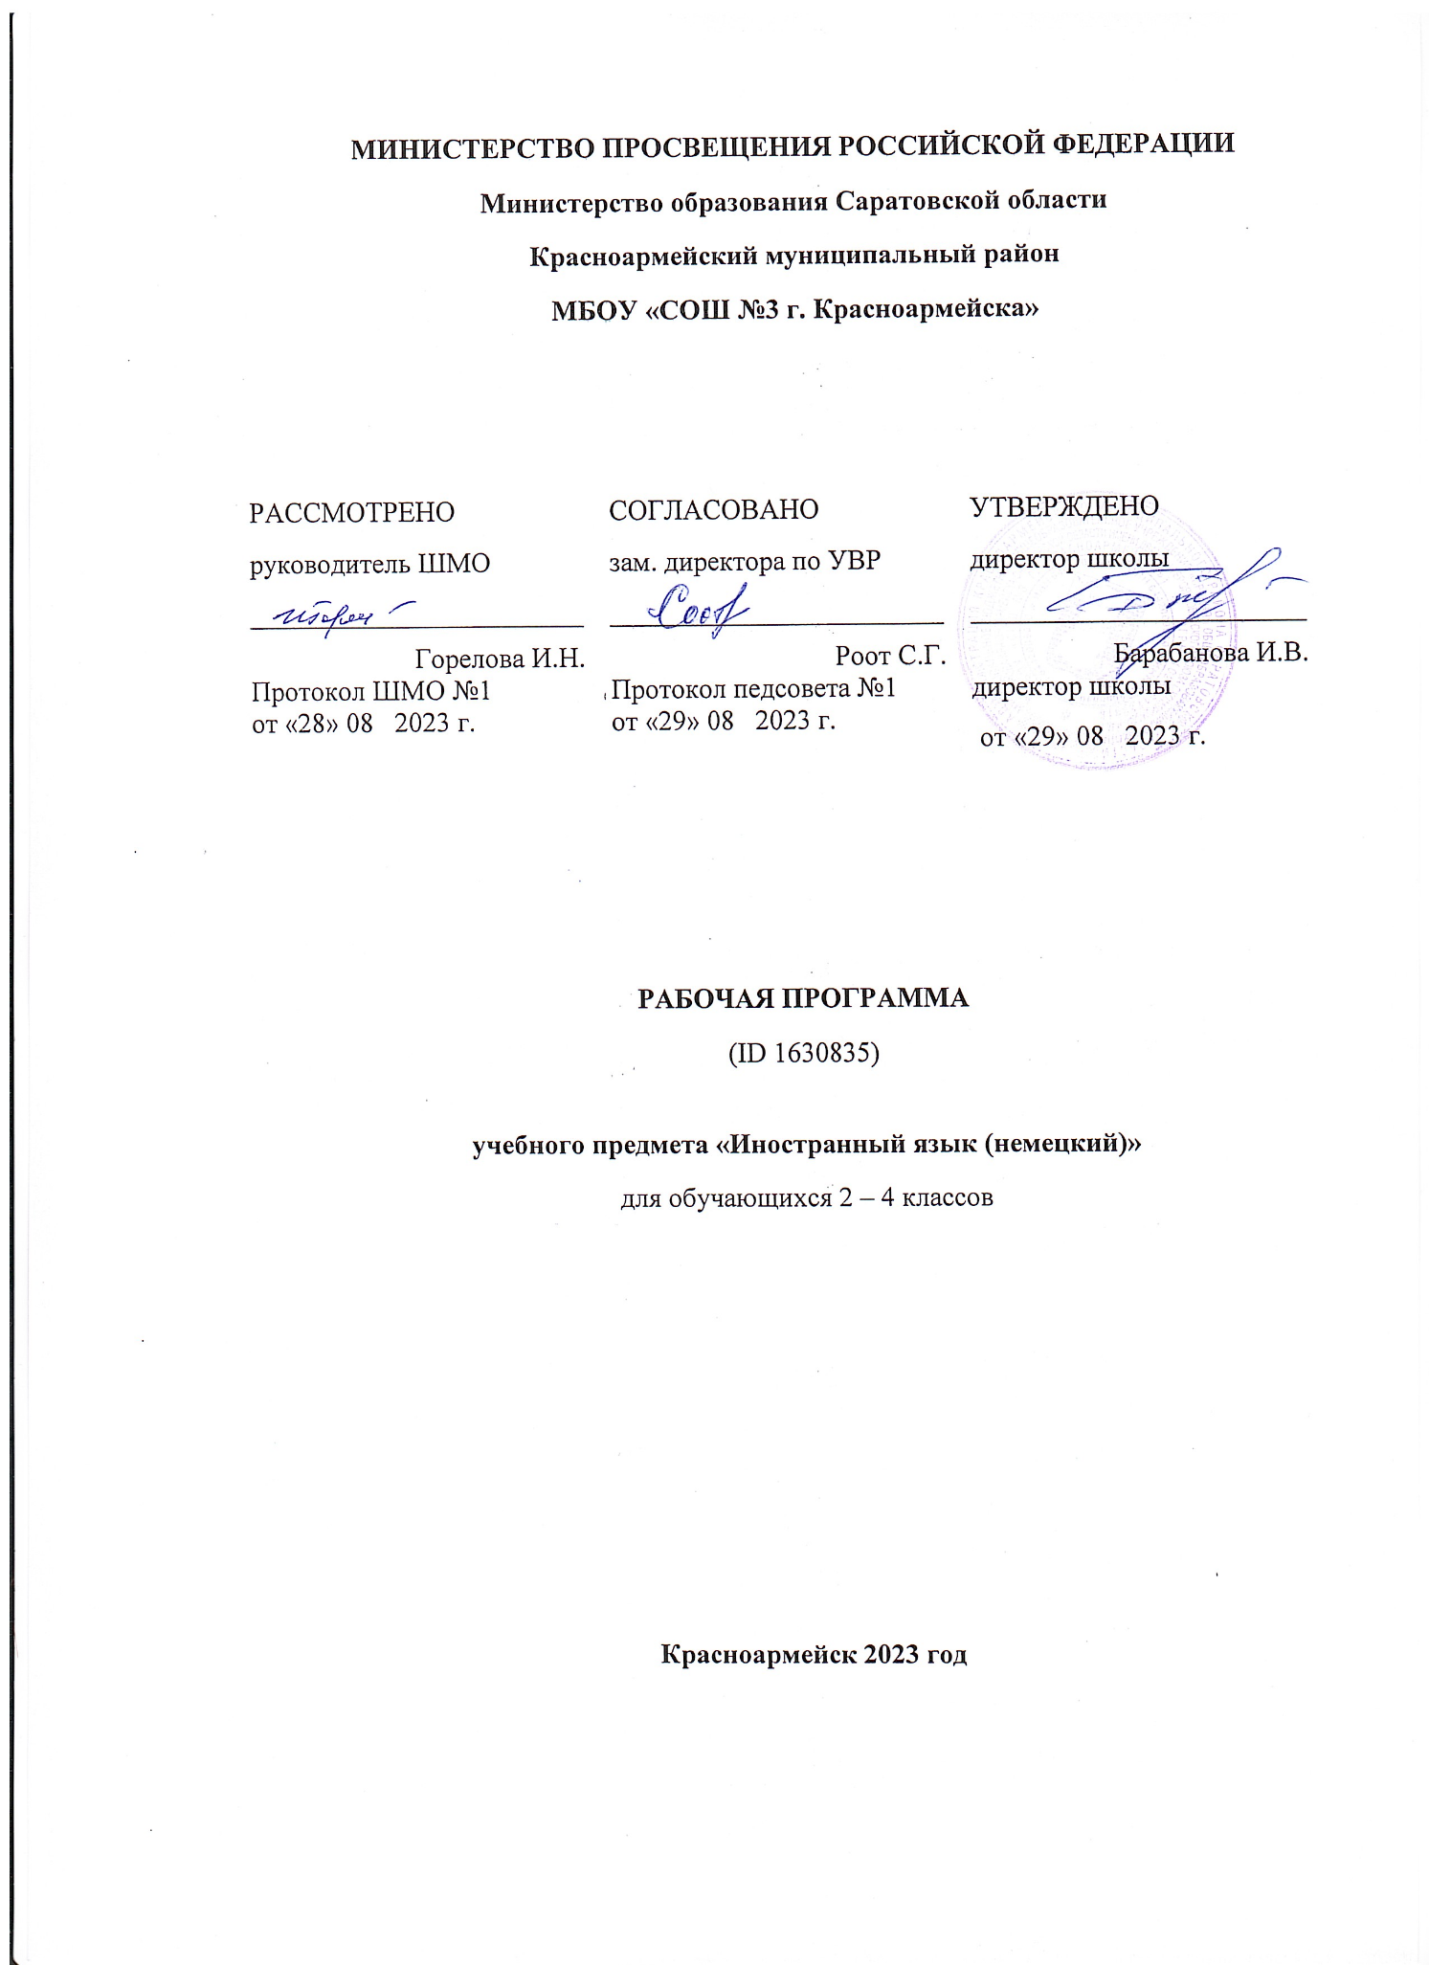 МИНИСТЕРСТВО ПРОСВЕЩЕНИЯ РОССИЙСКОЙ ФЕДЕРАЦИИ
Министерство образования Саратовской области
Красноармейский муниципальный район
МБОУ «СОШ №3 г. Красноармейска»
РАССМОТРЕНО
руководитель ШМО
Горелова И.Н.
Протокол ШМО №1
от «28» 08 2023 г.
СОГЛАСОВАНО
зам. директора по УВР
Роот С.Г.
Протокол педсовета №1
от «29» 08 2023 г.
УТВЕРЖДЕНО
директор школы
Барабанова И.В.
директор школы
от «29» 08 2023 г.
РАБОЧАЯ ПРОГРАММА
(ID 1630835)
учебного предмета «Иностранный язык (немецкий)»
для обучающихся 2 – 4 классов
Красноармейск 2023 год